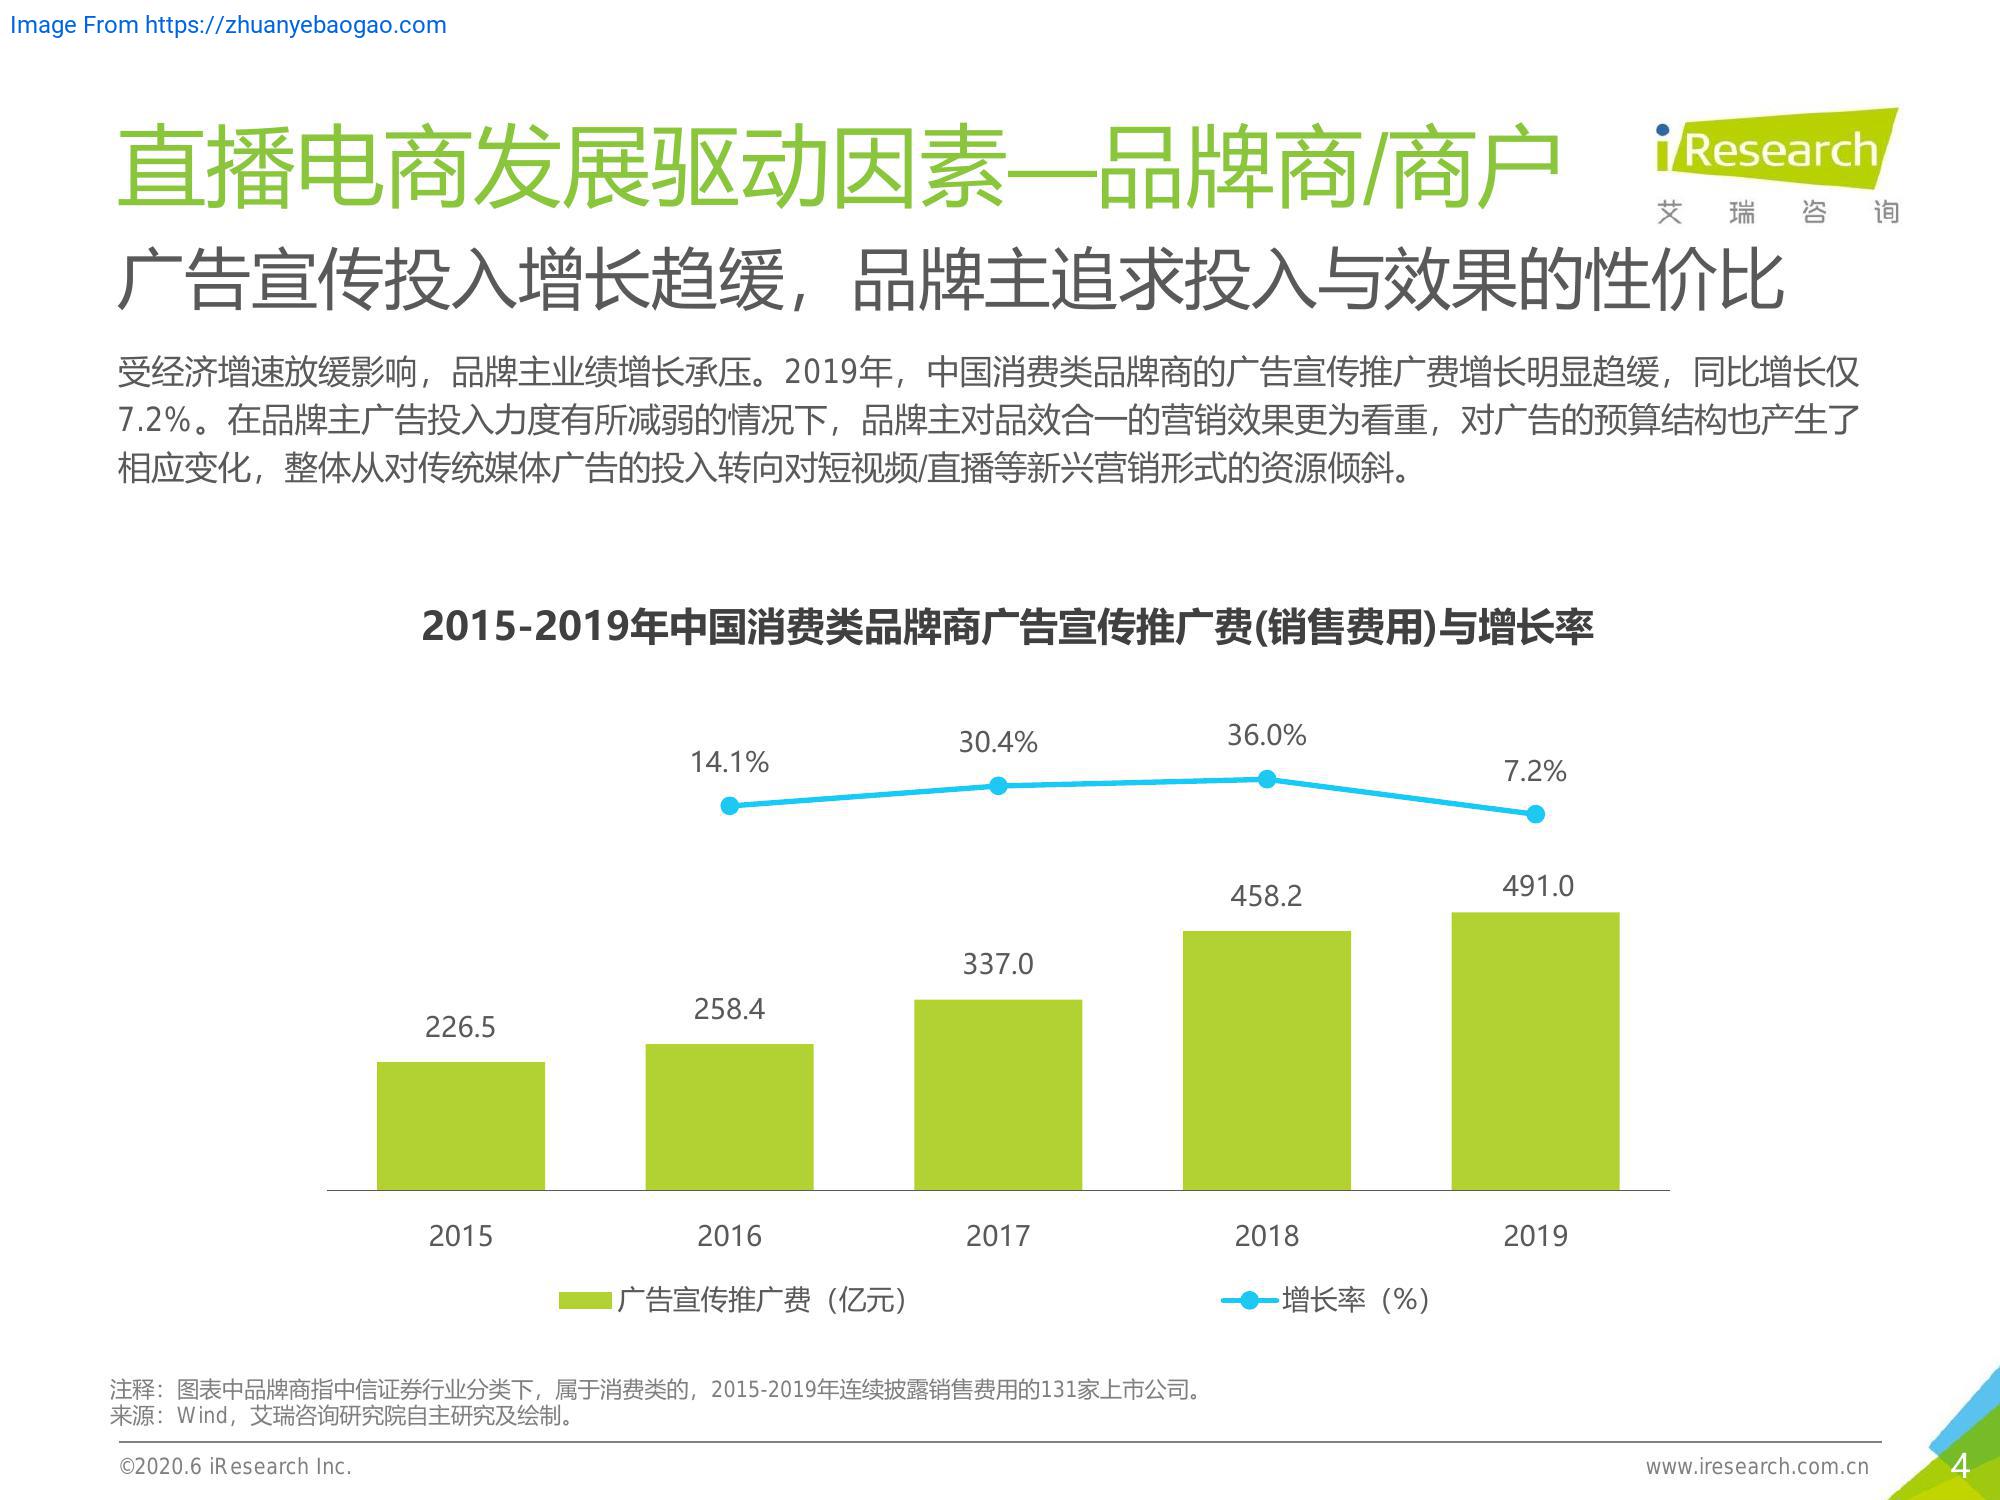 Image From https://zhuanyebaogao.com
直播电商发展驱动因素—品牌商/商户
iResearch
艾瑞咨询
广告宣传投入增长趋缓，品牌主追求投入与效果的性价比
受经济增速放缓影响，品牌主业绩增长承压。2019年，中国消费类品牌商的广告宣传推广费增长明显趋缓，同比增长仅
7.2%。在品牌主广告投入力度有所减弱的情况下，品牌主对品效合一的营销效果更为看重，对广告的预算结构也产生了
相应变化，整体从对传统媒体广告的投入转向对短视频/直播等新兴营销形式的资源倾斜。
2015-2019年中国消费类品牌商广告宣传推广费(销售费用)与增长率
14.1% 30.4% 36.0% 7.2%
226.5 258.4 337.0 458.2 491.0
2015 2016 2017 2018 2019
广告宣传推广费（亿元） 增长率（%）
注释：图表中品牌商指中信证券行业分类下，属于消费类的，2015-2019年连续披露销售费用的131家上市公司。
来源：Wind，艾瑞咨询研究院自主研究及绘制。
©2020.6 iResearch Inc. www.iresearch.com.cn 4